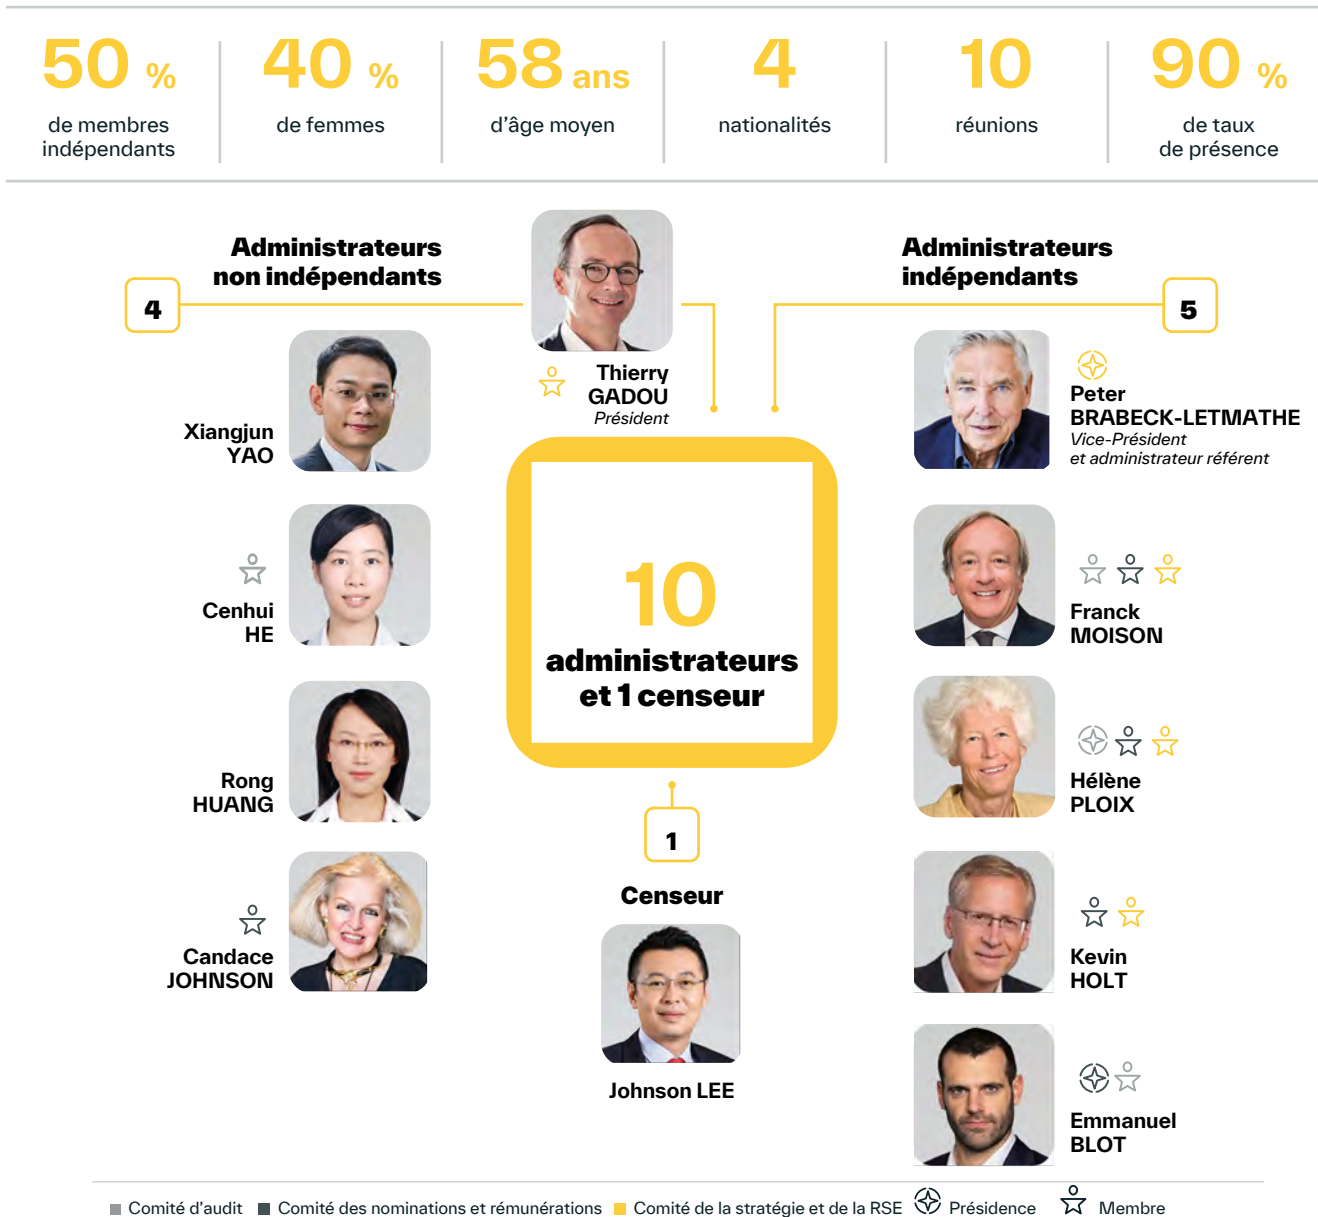 50 %
de membres
indépendants
40 %
de femmes
58 ans
d'âge moyen
4
nationalités
10
réunions
90 %
de taux
de présence
Administrateurs
non indépendants
4
Thierry
GADOU
Président
Xiangjun
YAO
Cenhui
HE
Rong
HUANG
Candace
JOHNSON
10
administrateurs
et 1 censeur
1
Censeur
Johnson LEE
Administrateurs
indépendants
5
Peter
BRABECK-LETMATHE
Vice-Président
et administrateur référent
Franck
MOISON
Hélène
PLOIX
Kevin
HOLT
Emmanuel
BLOT
Comité d'audit Comité des nominations et rémunérations Comité de la stratégie et de la RSE Présidence Membre